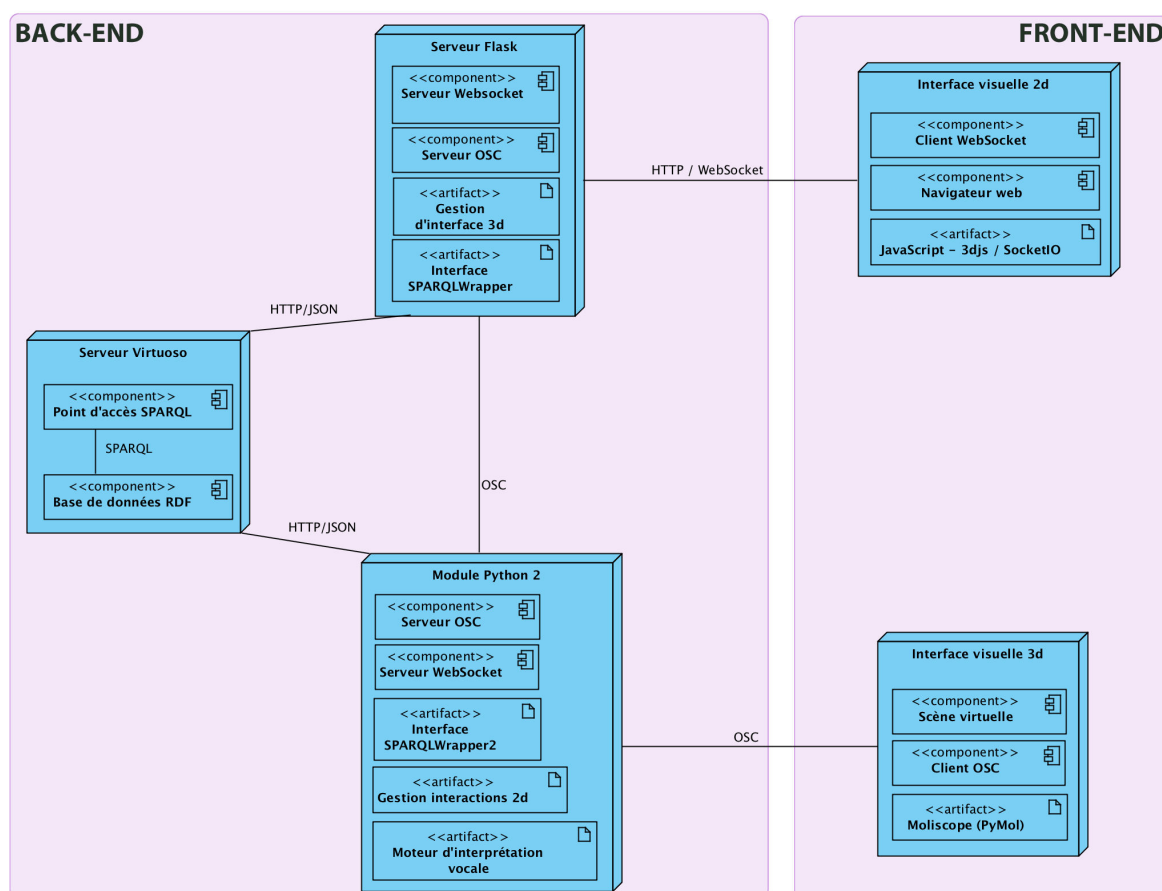 BACK-END
FRONT-END
Serveur Flask
<<component>>
Serveur Websocket
<<component>>
Serveur OSC
<<artifact>>
Gestion
d'interface 3d
<<artifact>>
Interface
SPARQLWrapper
HTTP / WebSocket
Interface visuelle 2d
<<component>>
Client WebSocket
<<component>>
Navigateur web
<<artifact>>
JavaScript - 3djs / SocketIO
HTTP/JSON
Serveur Virtuoso
<<component>>
Point d'accès SPARQL
SPARQL
<<component>>
Base de données RDF
HTTP/JSON
OSC
Module Python 2
<<component>>
Serveur OSC
<<component>>
Serveur WebSocket
<<artifact>>
Interface
SPARQLWrapper2
<<artifact>>
Gestion interactions 2d
<<artifact>>
Moteur d'interprétation
vocale
OSC
Interface visuelle 3d
<<component>>
Scène virtuelle
<<component>>
Client OSC
<<artifact>>
Moliscope (PyMol)